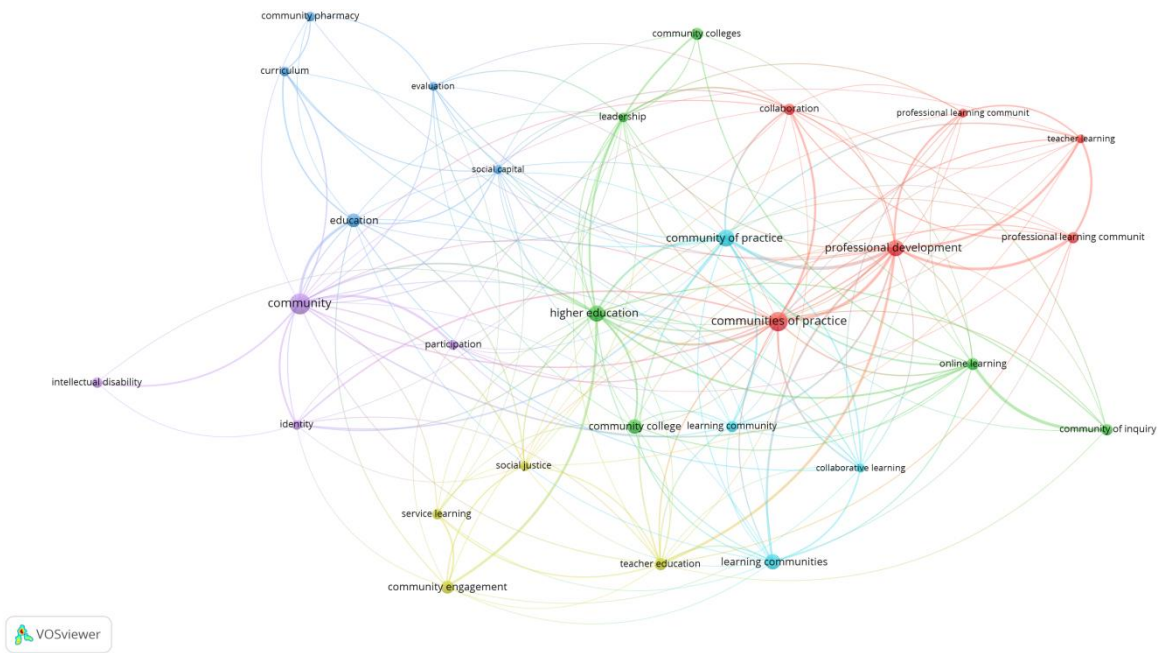 community pharmacy
community colleges
curriculum
evaluation
collaboration
leadership
professional learning communit
teacher learning
social capital
education
community of practice
professional development
professional learning communit
community
higher education
communities of practice
participation
online learning
intellectual disability
identity
community college
learning community
community of inquiry
social justice
collaborative learning
service learning
teacher education
learning communities
community engagement
VOSviewer